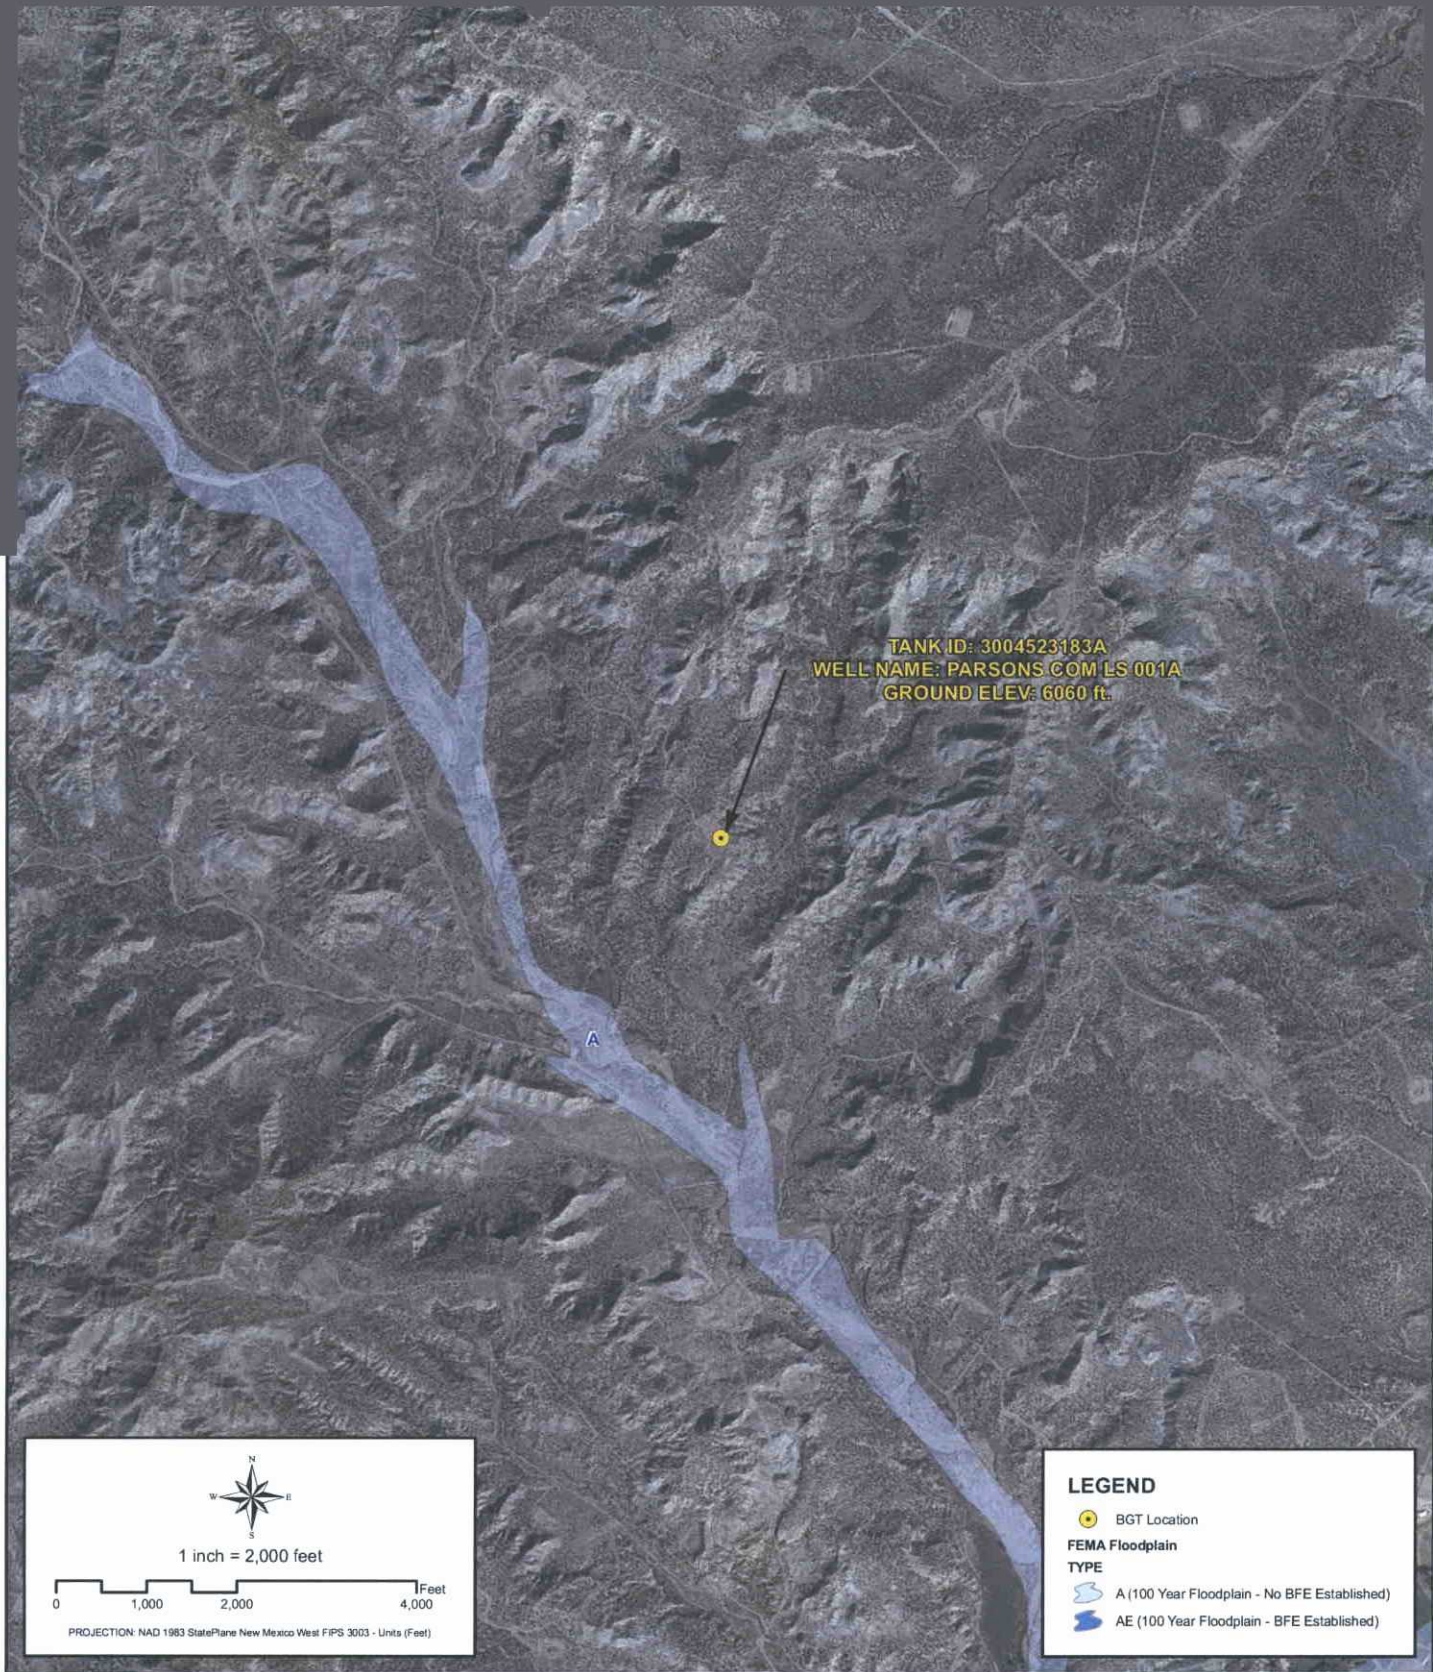 TANK ID: 3004523183A
WELL NAME: PARSONS COM LS 001A
GROUND ELEV: 6060 ft.
A
N
W E
S
1 inch = 2,000 feet
Feet
0 1,000 2,000 4,000
PROJECTION: NAD 1983 StatePlane New Mexico West FIPS 3003 - Units (Feet)
LEGEND
BGT Location
FEMA Floodplain
TYPE
A (100 Year Floodplain - No BFE Established)
AE (100 Year Floodplain - BFE Established)